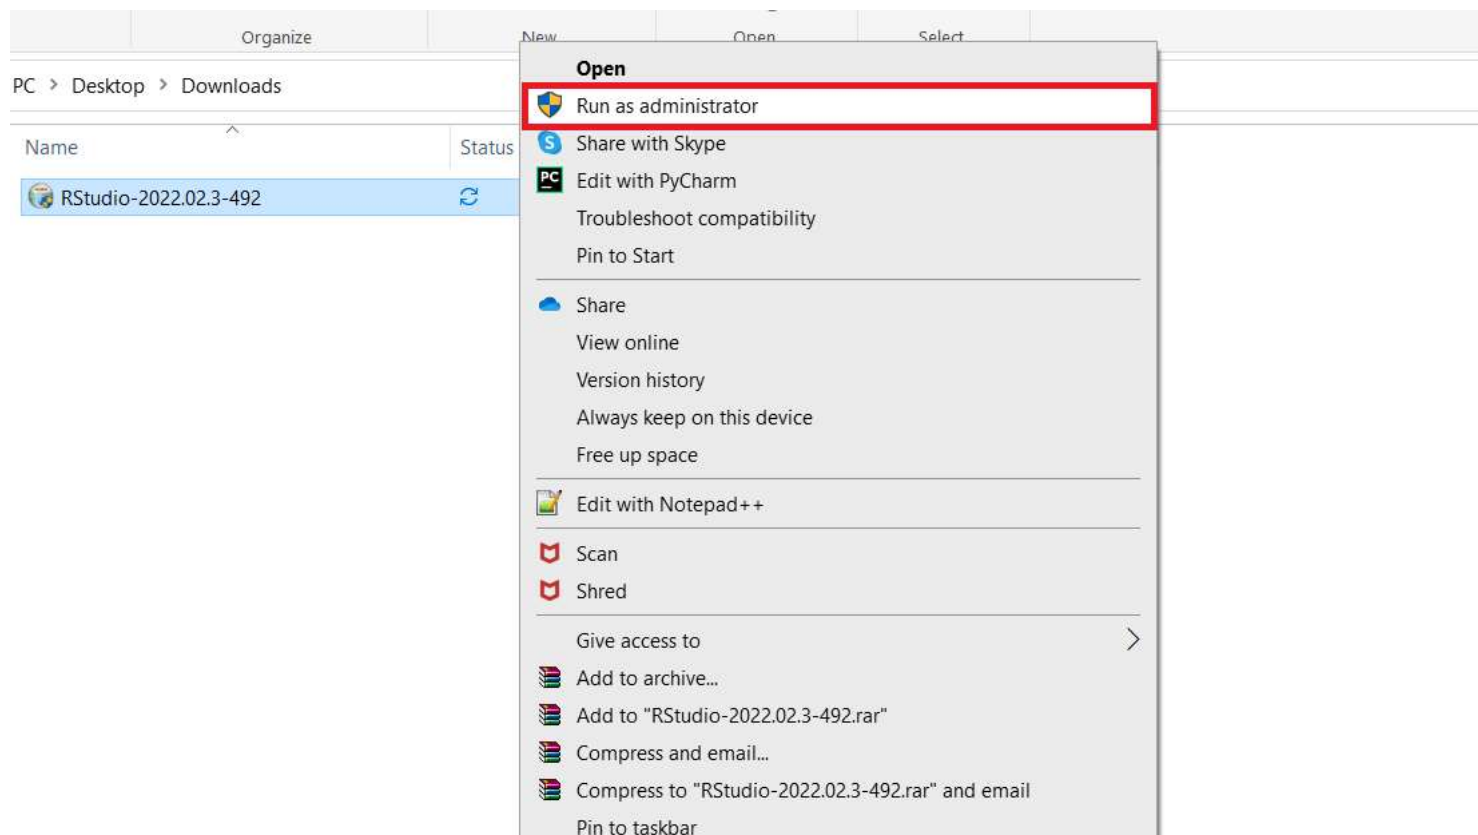 Organize New Open Select
PC > Desktop > Downloads
Name Status
RStudio-2022.02.3-492
Open
Run as administrator
S Share with Skype
PC Edit with PyCharm
Troubleshoot compatibility
Pin to Start
Share
View online
Version history
Always keep on this device
Free up space
Edit with Notepad++
Scan
Shred
Give access to
Add to archive...
Add to "RStudio-2022.02.3-492.rar"
Compress and email...
Compress to "RStudio-2022.02.3-492.rar" and email
Pin to taskbar